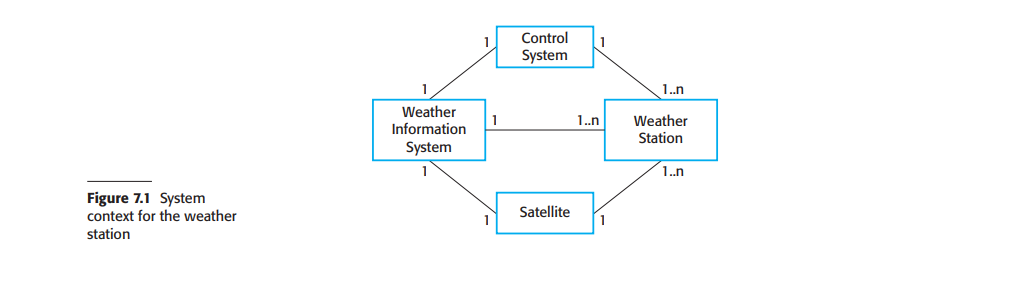 Control
System
1
1
1
1..n
Weather
Information
System
1
1..n
Weather
Station
1
1..n
Satellite
1
1
Figure 7.1 System
context for the weather
station